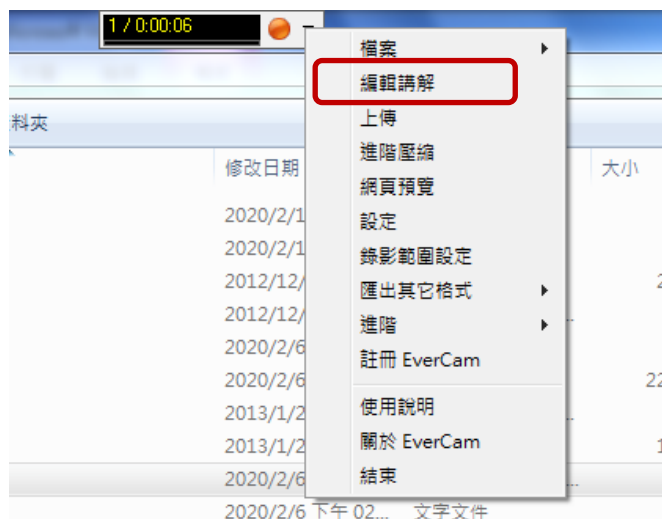 1 / 0:00:06
檔案
編輯講解
料夾
上傳
進階壓縮
修改日期
大小
網頁預覽
2020/2/1
設定
2020/2/1
錄影範圍設定
2012/12/
匯出其它格式
2
2012/12/
進階
2020/2/6
註冊 EverCam
2020/2/6
22
2013/1/2
使用說明
2013/1/2
關於 EverCam
1
2020/2/6
結束
2020/2/6 下午 02... 文字文件